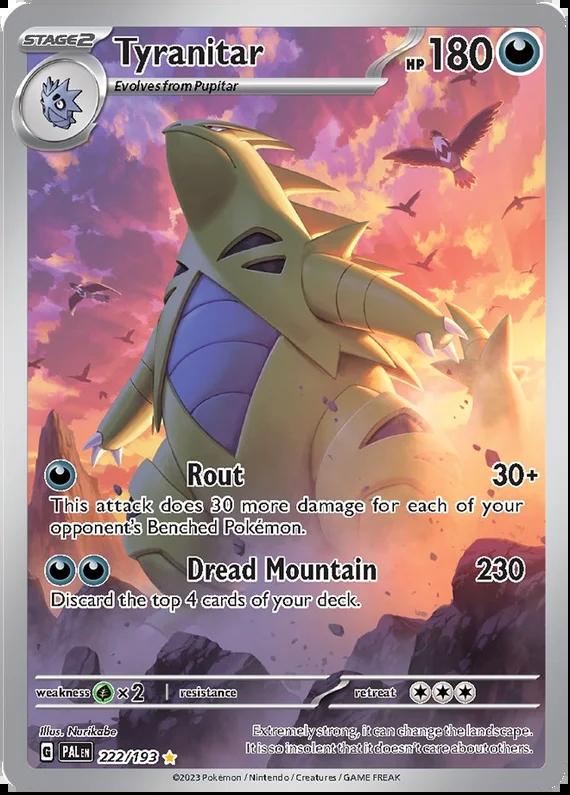 STAGE2
Tyranitar
HP 180
Evolves from Pupitar
Rout 30+
This attack does 30 more damage for each of your
opponent's Benched Pokémon.
Dread Mountain 230
Discard the top 4 cards of your deck.
weakness ×2 resistance retreat
Illus. Nurikabe
Extremely strong, it can change the landscape.
It is so insolent that it doesn't care about others.
G PAL EN 222/193
©2023 Pokémon / Nintendo / Creatures / GAME FREAK